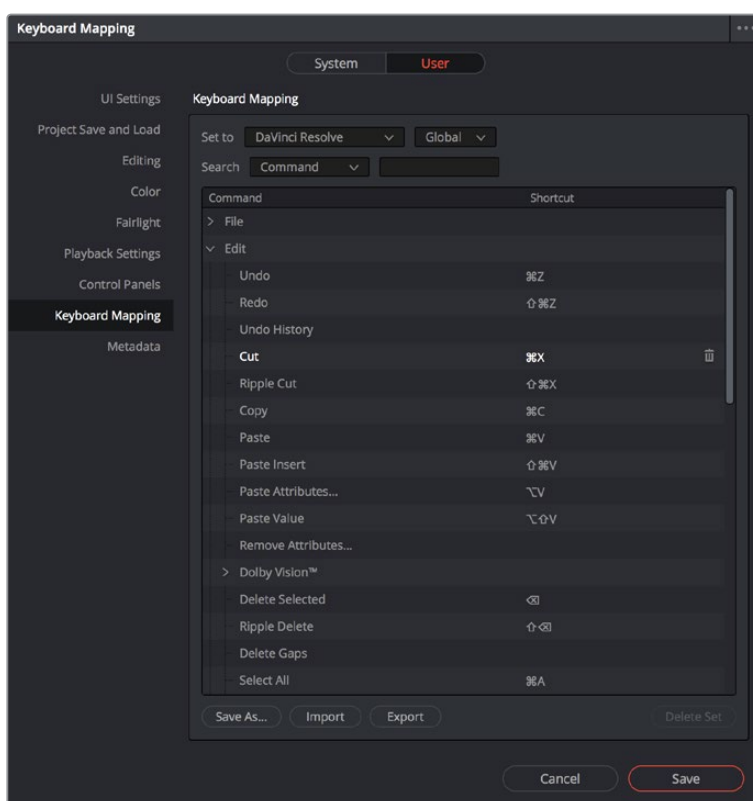 Keyboard Mapping
System User
UI Settings
Project Save and Load
Editing
Color
Fairlight
Playback Settings
Control Panels
Keyboard Mapping
Metadata
Keyboard Mapping
Set to DaVinci Resolve Global
Search Command
Command Shortcut
File
Edit
Undo ⌘Z
Redo ⇧⌘Z
Undo History
Cut ⌘X
Ripple Cut ⇧⌘X
Copy ⌘C
Paste ⌘V
Paste Insert ⇧⌘V
Paste Attributes... ⌥V
Paste Value ⌥⇧V
Remove Attributes...
Dolby Vision™
Delete Selected ⌫
Ripple Delete ⇧⌫
Delete Gaps
Select All ⌘A
Save As... Import Export Delete Set
Cancel Save